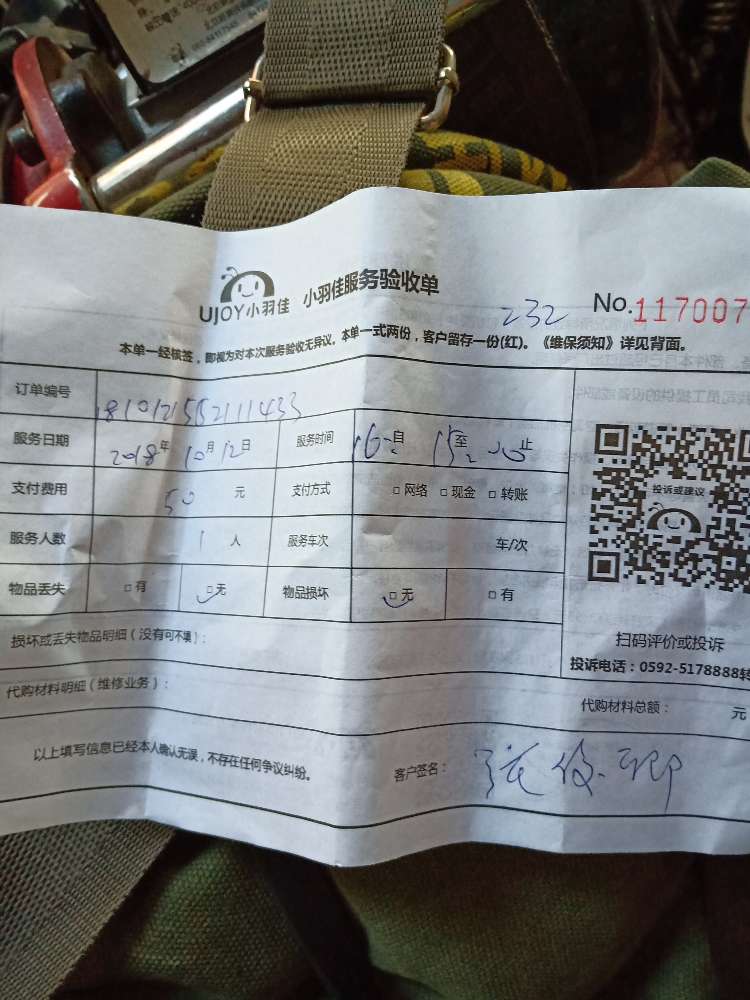 UJOY小羽佳 小羽佳服务验收单
232
No.117007
本单一经核签，即视为对本次服务验收无异议。本单一式两份，客户留存一份(红)。《维保须知》详见背面。
订单编号
服务日期 2018年 10月12日 服务时间 自 至 止
支付费用 50 元 支付方式 □ 网络 □ 现金 □ 转账
服务人数 1 人 服务车次 车/次
物品丢失 □ 有 □ 无 物品损坏 □ 无 □ 有
投诉或建议
扫码评价或投诉
投诉电话：0592-5178888转
损坏或丢失物品明细（没有可不填）：
代购材料明细（维修业务）：
代购材料总额： 元
以上填写信息已经本人确认无误，不存在任何争议纠纷。
客户签名：